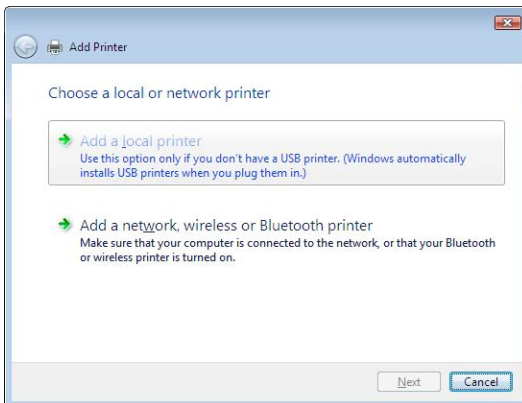 Add Printer
Choose a local or network printer
Add a local printer
Use this option only if you don't have a USB printer. (Windows automatically
installs USB printers when you plug them in.)
Add a network, wireless or Bluetooth printer
Make sure that your computer is connected to the network, or that your Bluetooth
or wireless printer is turned on.
Next Cancel